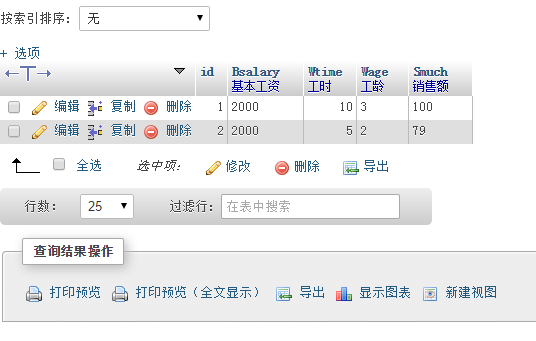 按索引排序: 无
+ 选项
←T→ id Bsalary Wtime Wage Smuch
基本工资 工时 工龄 销售额
编辑 复制 删除 1 2000 10 3 100
编辑 复制 删除 2 2000 5 2 79
全选 选中项: 修改 删除 导出
行数: 25 过滤行: 在表中搜索
查询结果操作
打印预览 打印预览（全文显示） 导出 显示图表 新建视图